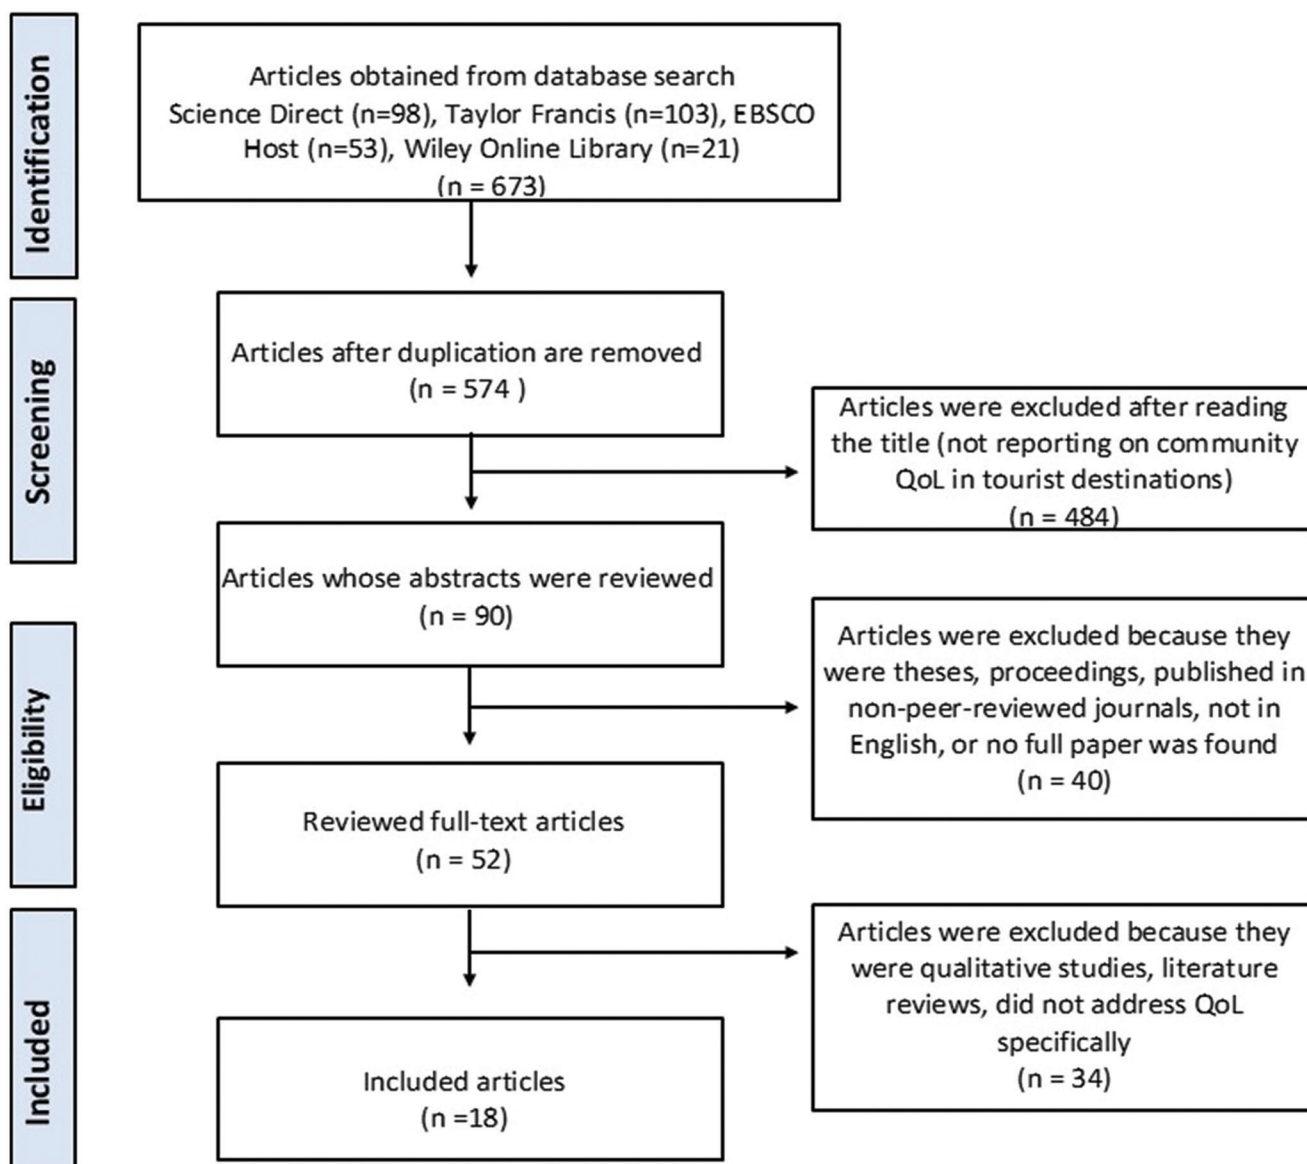 Identification
Articles obtained from database search
Science Direct (n=98), Taylor Francis (n=103), EBSCO
Host (n=53), Wiley Online Library (n=21)
(n = 673)
Screening
Articles after duplication are removed
(n = 574 )
Articles were excluded after reading
the title (not reporting on community
QoL in tourist destinations)
(n = 484)
Articles whose abstracts were reviewed
(n = 90)
Eligibility
Articles were excluded because they
were theses, proceedings, published in
non-peer-reviewed journals, not in
English, or no full paper was found
(n = 40)
Reviewed full-text articles
(n = 52)
Included
Articles were excluded because they
were qualitative studies, literature
reviews, did not address QoL
specifically
(n = 34)
Included articles
(n =18)